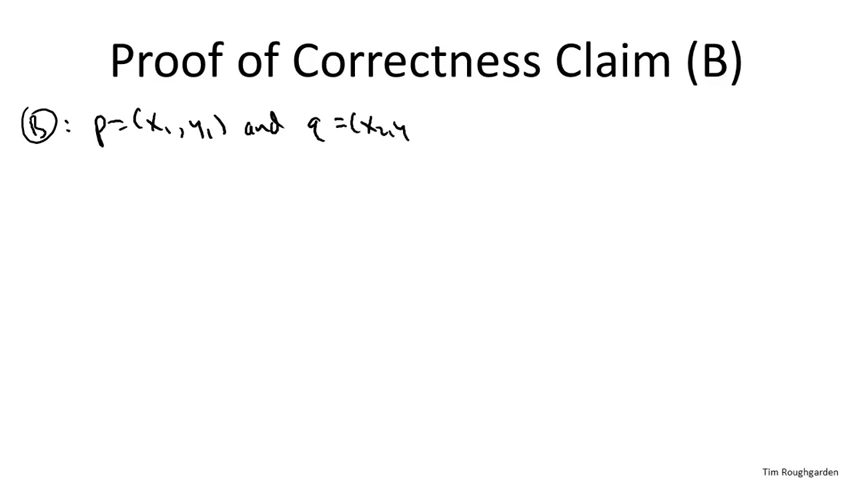 Proof of Correctness Claim (B)
(B): p=(x₁,y₁) and q=(x₂,y
Tim Roughgarden